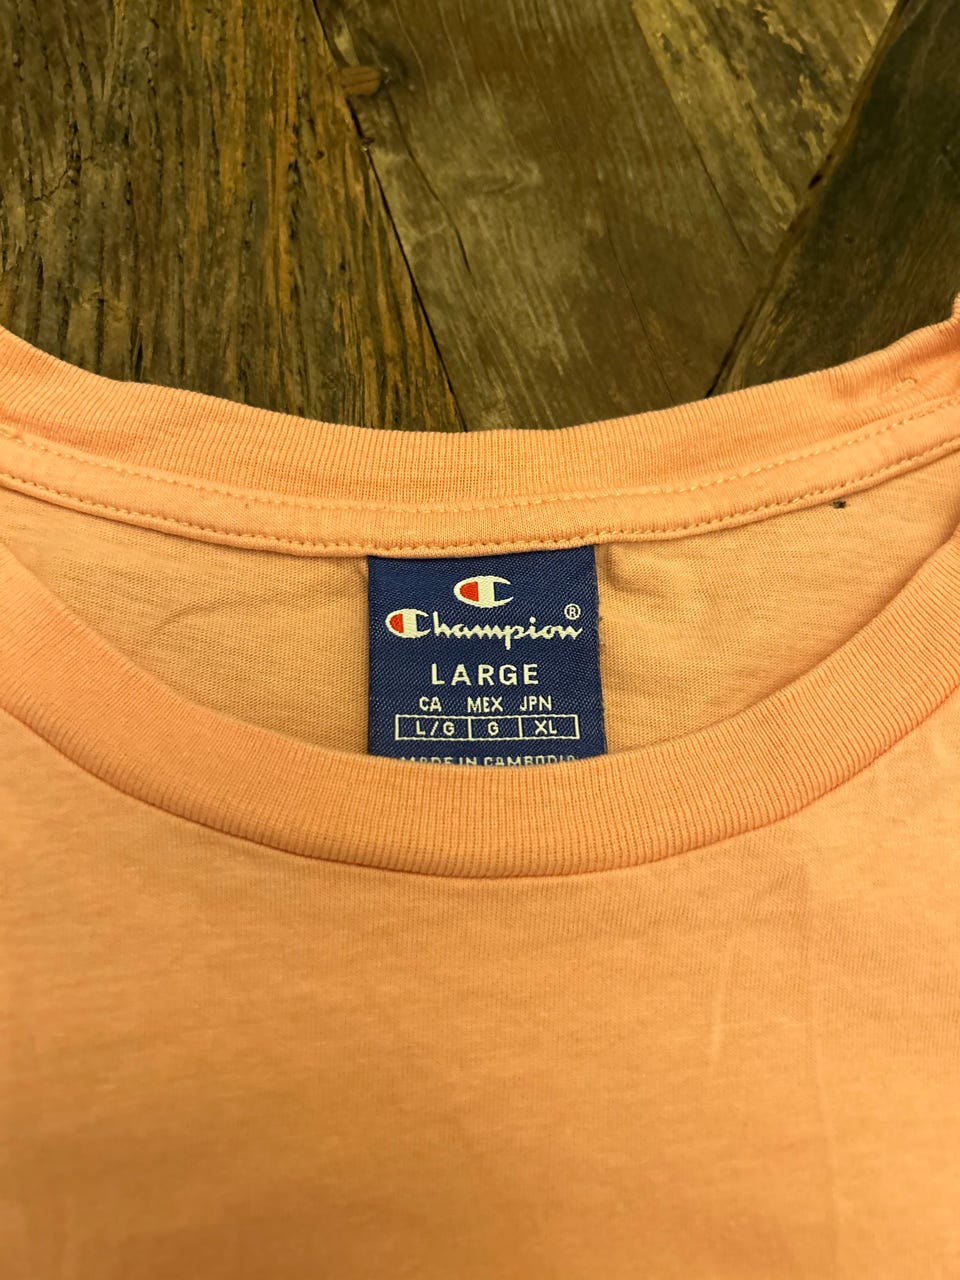 Champion®
LARGE
CA MEX JPN
L/G G XL
MADE IN CAMBODIA